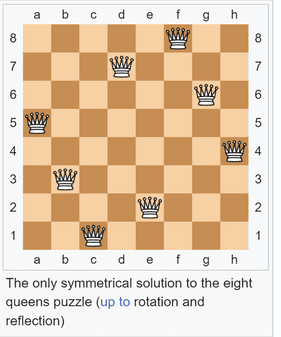 a b c d e f g h
8 8
7 7
6 6
5 5
4 4
3 3
2 2
1 1
a b c d e f g h
The only symmetrical solution to the eight
queens puzzle (up to rotation and
reflection)